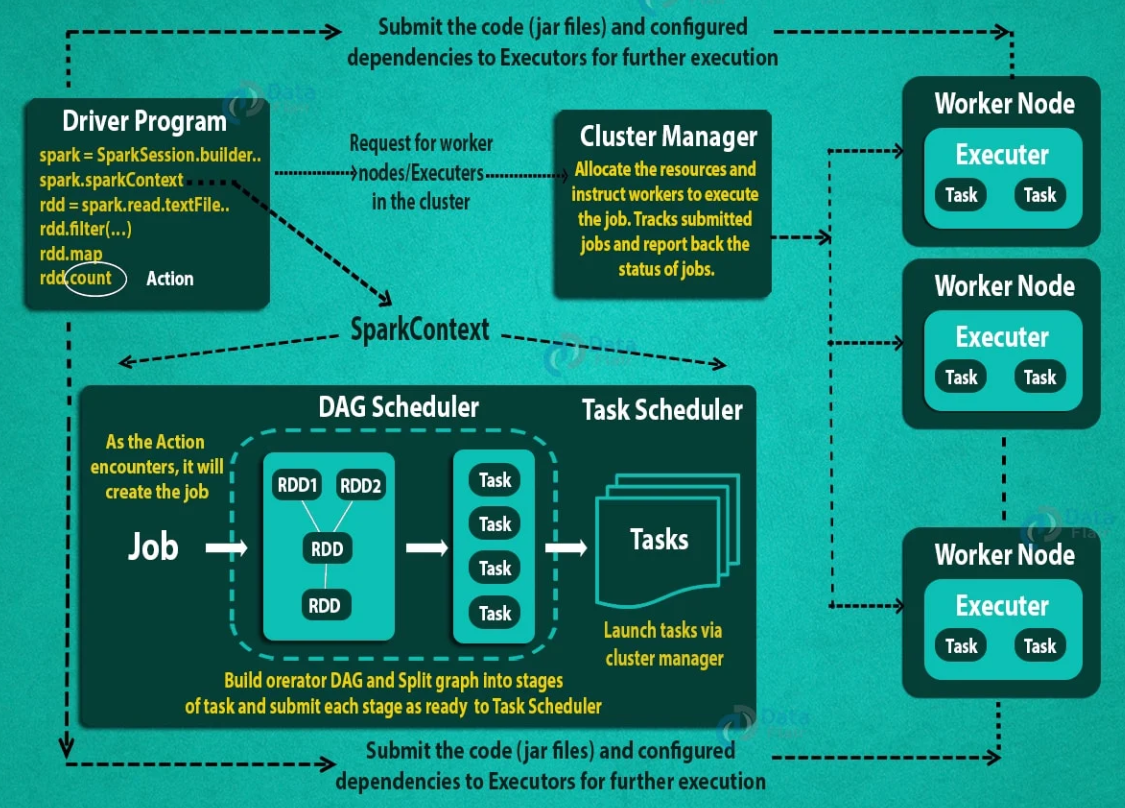 Submit the code (jar files) and configured
dependencies to Executors for further execution
Driver Program
spark = SparkSession.builder..
spark.sparkContext
rdd = spark.read.textFile..
rdd.filter(...)
rdd.map
rdd.count
Action
Request for worker
nodes/Executers
in the cluster
Cluster Manager
Allocate the resources and
instruct workers to execute
the job. Tracks submitted
jobs and report back the
status of jobs.
Worker Node
Executer
Task
Task
Worker Node
Executer
Task
Task
Worker Node
Executer
Task
Task
SparkContext
DAG Scheduler
Task Scheduler
As the Action
encounters, it will
create the job
Job
RDD1
RDD2
RDD
RDD
Task
Task
Task
Task
Tasks
Launch tasks via
cluster manager
Build orerator DAG and Split graph into stages
of task and submit each stage as ready to Task Scheduler
Submit the code (jar files) and configured
dependencies to Executors for further execution
Data
Data
Data
Flair
Data